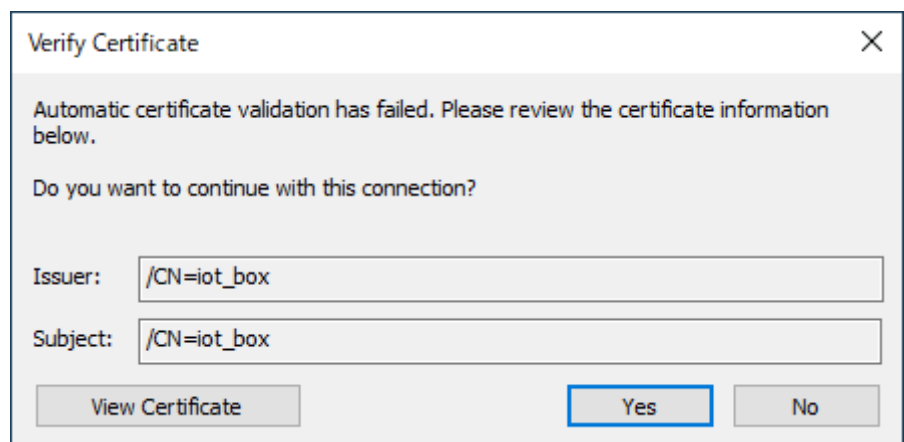 Verify Certificate
Automatic certificate validation has failed. Please review the certificate information
below.
Do you want to continue with this connection?
Issuer: /CN=iot_box
Subject: /CN=iot_box
View Certificate Yes No